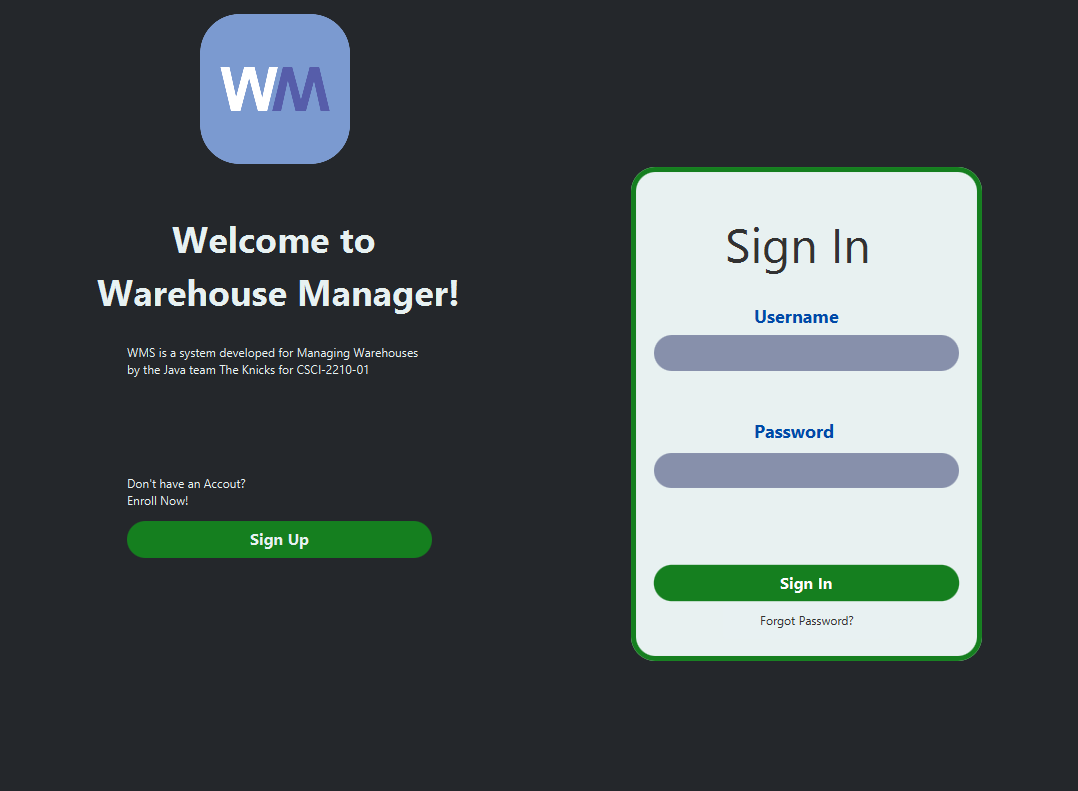 WM
Welcome to
Warehouse Manager!
WMS is a system developed for Managing Warehouses
by the Java team The Knicks for CSCI-2210-01
Don't have an Accout?
Enroll Now!
Sign Up
Sign In
Username
Password
Sign In
Forgot Password?